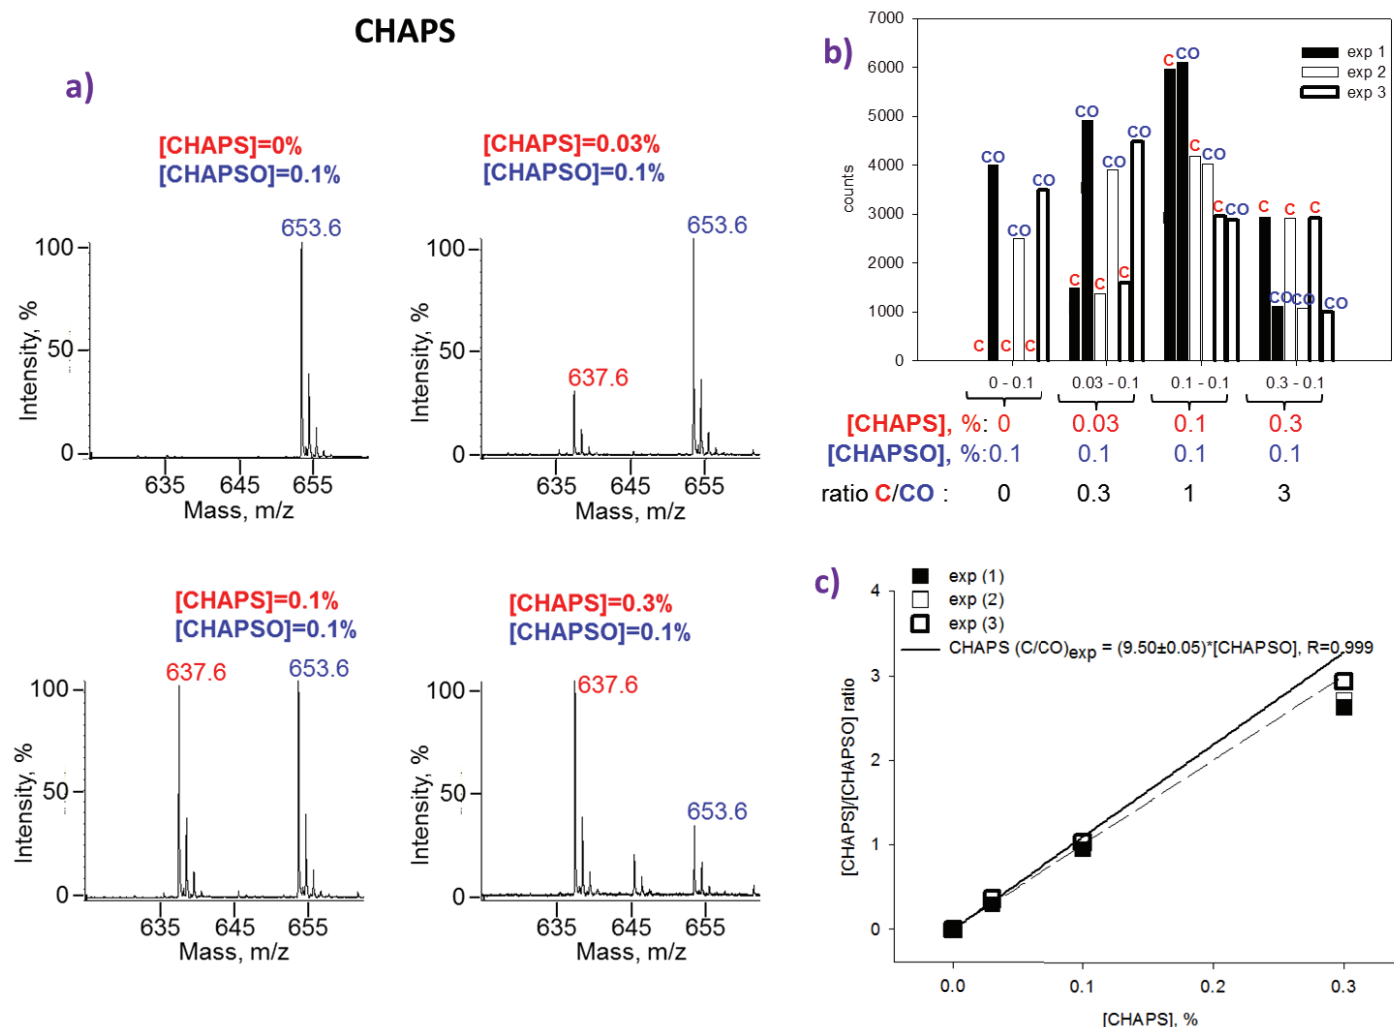 CHAPS
a)
[CHAPS]=0%
[CHAPSO]=0.1%
653.6
100
50
0
Intensity, %
635 645 655
Mass, m/z
[CHAPS]=0.03%
[CHAPSO]=0.1%
653.6
637.6
100
50
0
Intensity, %
635 645 655
Mass, m/z
[CHAPS]=0.1%
[CHAPSO]=0.1%
637.6 653.6
100
50
0
Intensity, %
635 645 655
Mass, m/z
[CHAPS]=0.3%
[CHAPSO]=0.1%
637.6
653.6
100
50
0
Intensity, %
635 645 655
Mass, m/z
b)
7000
6000
5000
4000
3000
2000
1000
0
counts
exp 1
exp 2
exp 3
C CO C CO C CO
C CO C CO C CO
C CO C CO C CO
C CO C CO C CO
0 - 0.1 0.03 - 0.1 0.1 - 0.1 0.3 - 0.1
[CHAPS], %: 0 0.03 0.1 0.3
[CHAPSO], %:0.1 0.1 0.1 0.1
ratio C/CO : 0 0.3 1 3
c)
exp (1)
exp (2)
exp (3)
CHAPS (C/CO)exp = (9.50±0.05)*[CHAPSO], R=0.999
4
3
2
1
0
[CHAPS]/[CHAPSO] ratio
0.0 0.1 0.2 0.3
[CHAPS], %